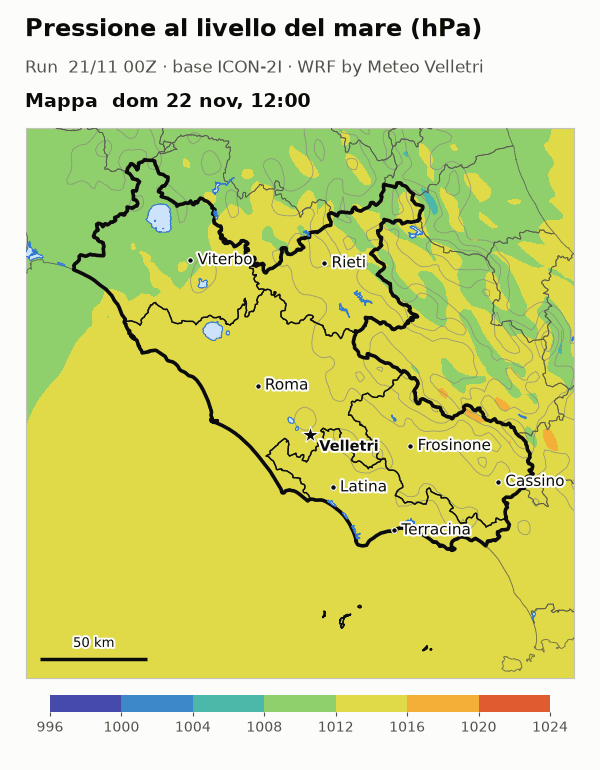 Pressione al livello del mare (hPa)
Run  21/11 00Z · base ICON-2I · WRF by Meteo Velletri
Mappa  dom 22 nov, 12:00
Viterbo
Rieti
Roma
Velletri
Frosinone
Latina
Cassino
Terracina
50 km
996 1000 1004 1008 1012 1016 1020 1024